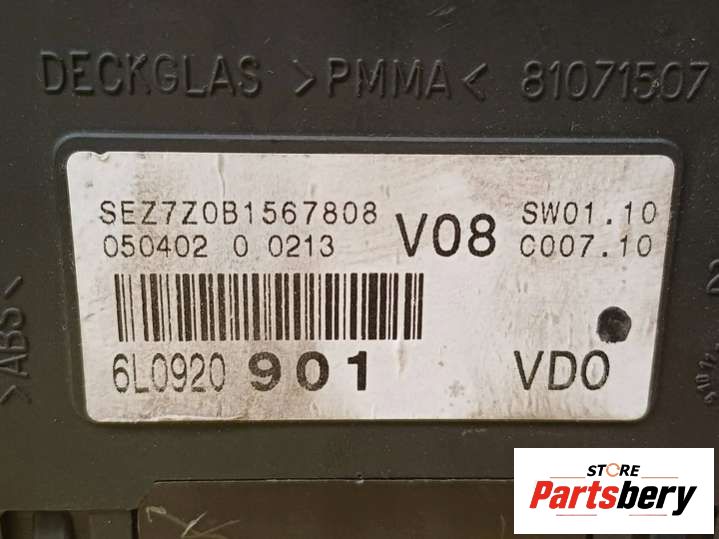 DECKGLAS >PMMA< 81071507
SEZ7Z0B1567808
050402 0 0213
V08
SW01.10
C007.10
>ABS<
6L0920 901 VDO
STORE
Partsbery